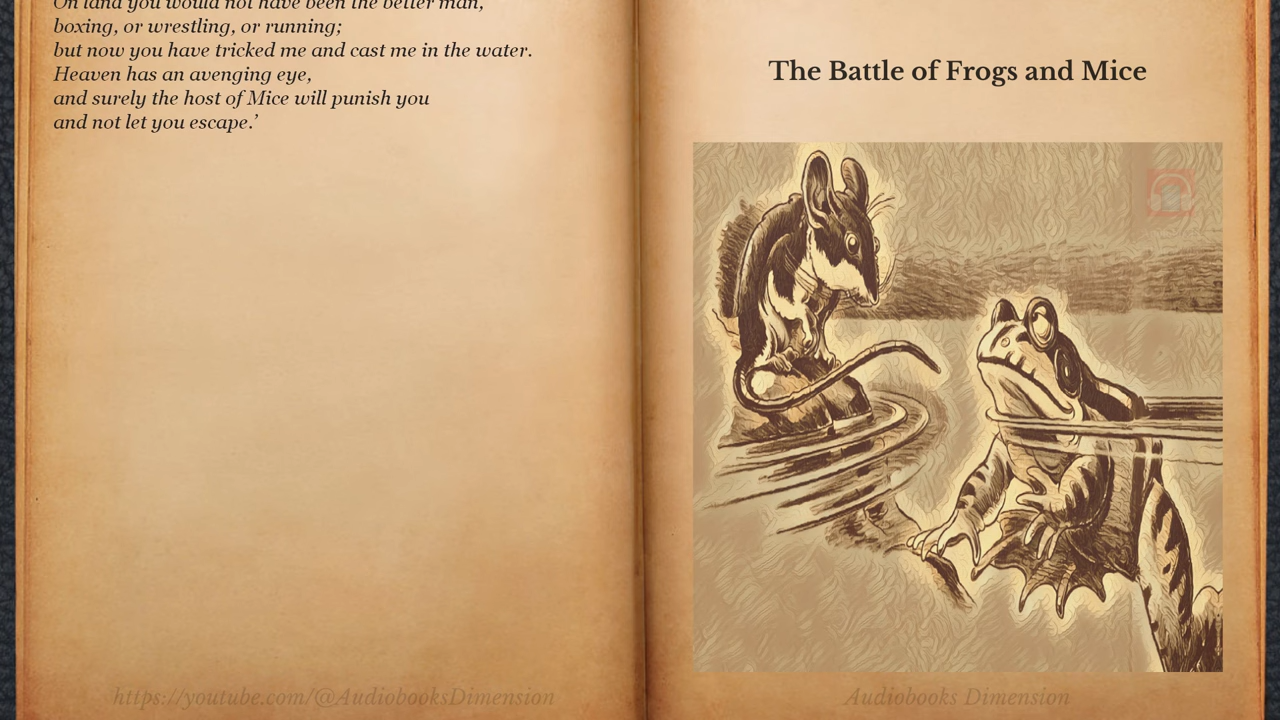 On land you would not have been the better man,
boxing, or wrestling, or running;
but now you have tricked me and cast me in the water.
Heaven has an avenging eye,
and surely the host of Mice will punish you
and not let you escape.’
https://youtube.com/@AudiobooksDimension
The Battle of Frogs and Mice
Audiobooks Dimension